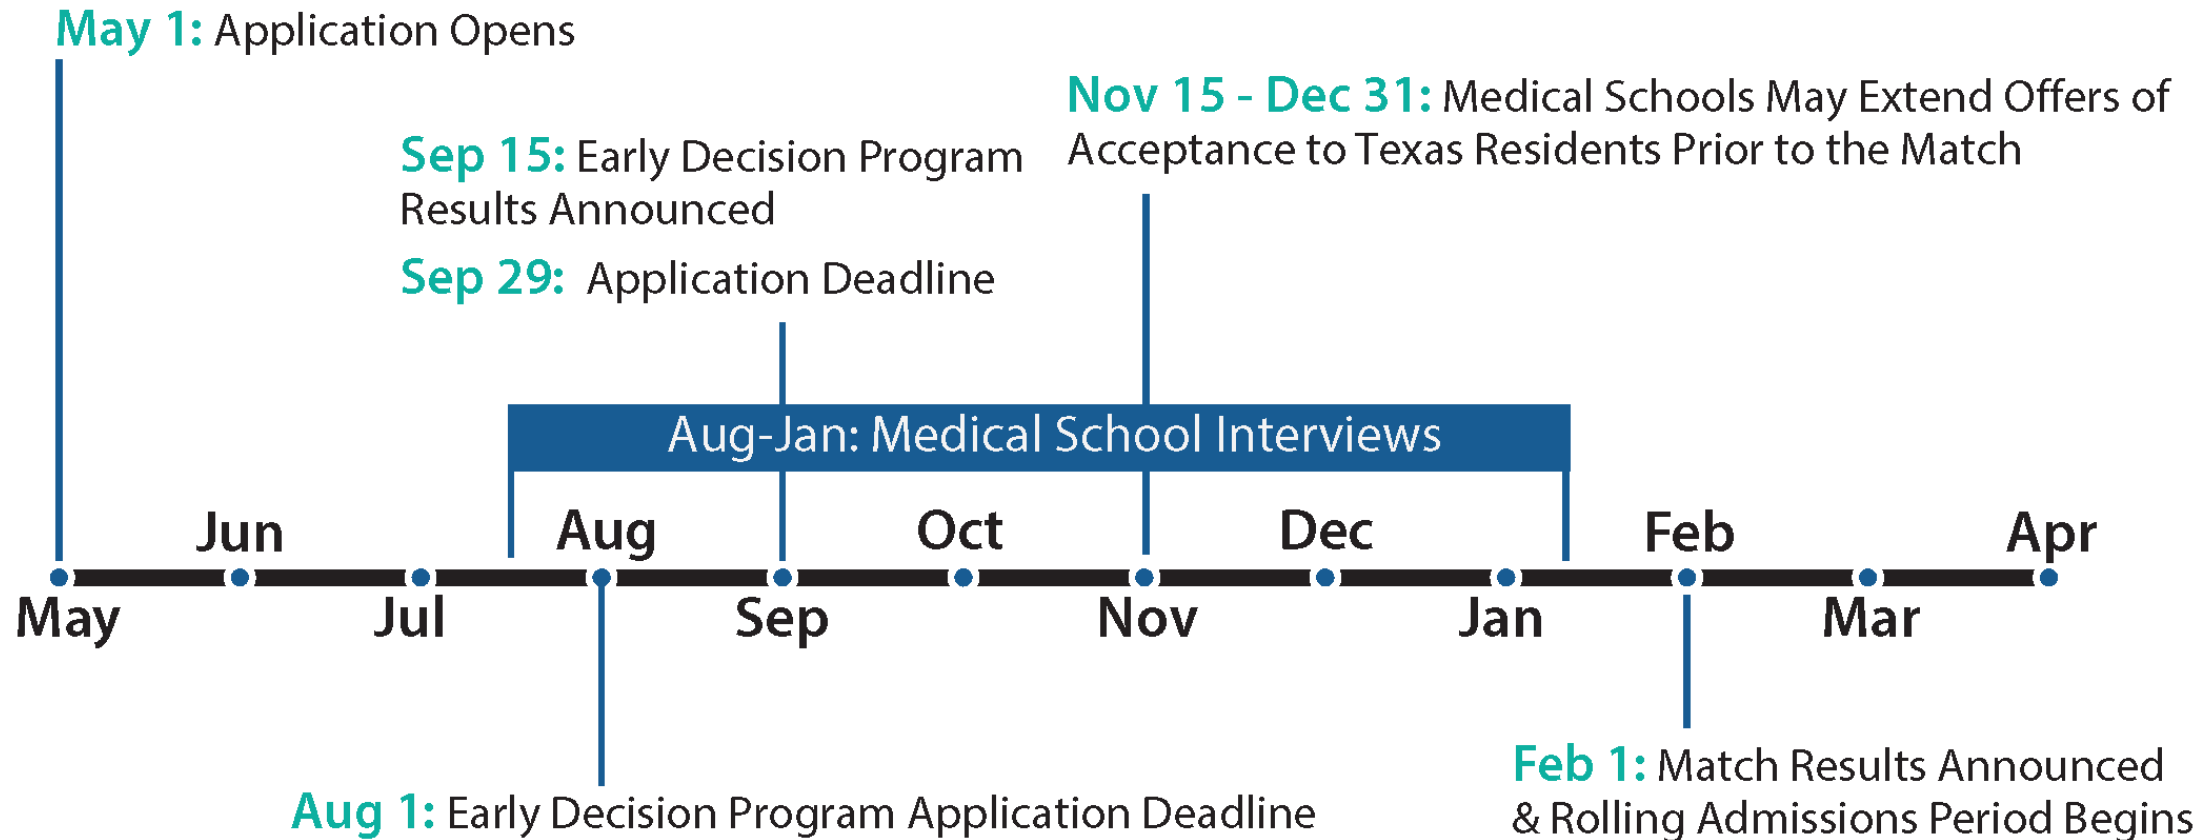 May 1: Application Opens
Nov 15 - Dec 31: Medical Schools May Extend Offers of
Acceptance to Texas Residents Prior to the Match
Sep 15: Early Decision Program
Results Announced
Sep 29: Application Deadline
Aug-Jan: Medical School Interviews
Jun Aug Oct Dec Feb Apr
May Jul Sep Nov Jan Mar
Feb 1: Match Results Announced
& Rolling Admissions Period Begins
Aug 1: Early Decision Program Application Deadline